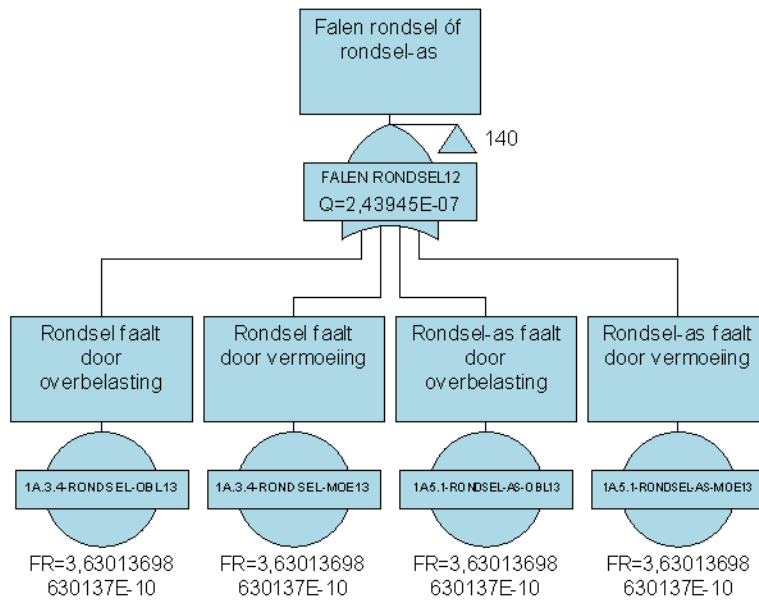 Falen rondsel óf
rondsel-as
140
FALEN RONDSEL12
Q=2,43945E-07
Rondsel faalt
door
overbelasting
Rondsel faalt
door vermoeiing
Rondsel-as faalt
door
overbelasting
Rondsel-as faalt
door vermoeiing
1A.3.4-RONDSEL-OBL13
1A.3.4-RONDSEL-MOE13
1A5.1-RONDSEL-AS-OBL13
1A5.1-RONDSEL-AS-MOE13
FR=3,63013698
630137E-10
FR=3,63013698
630137E-10
FR=3,63013698
630137E-10
FR=3,63013698
630137E-10